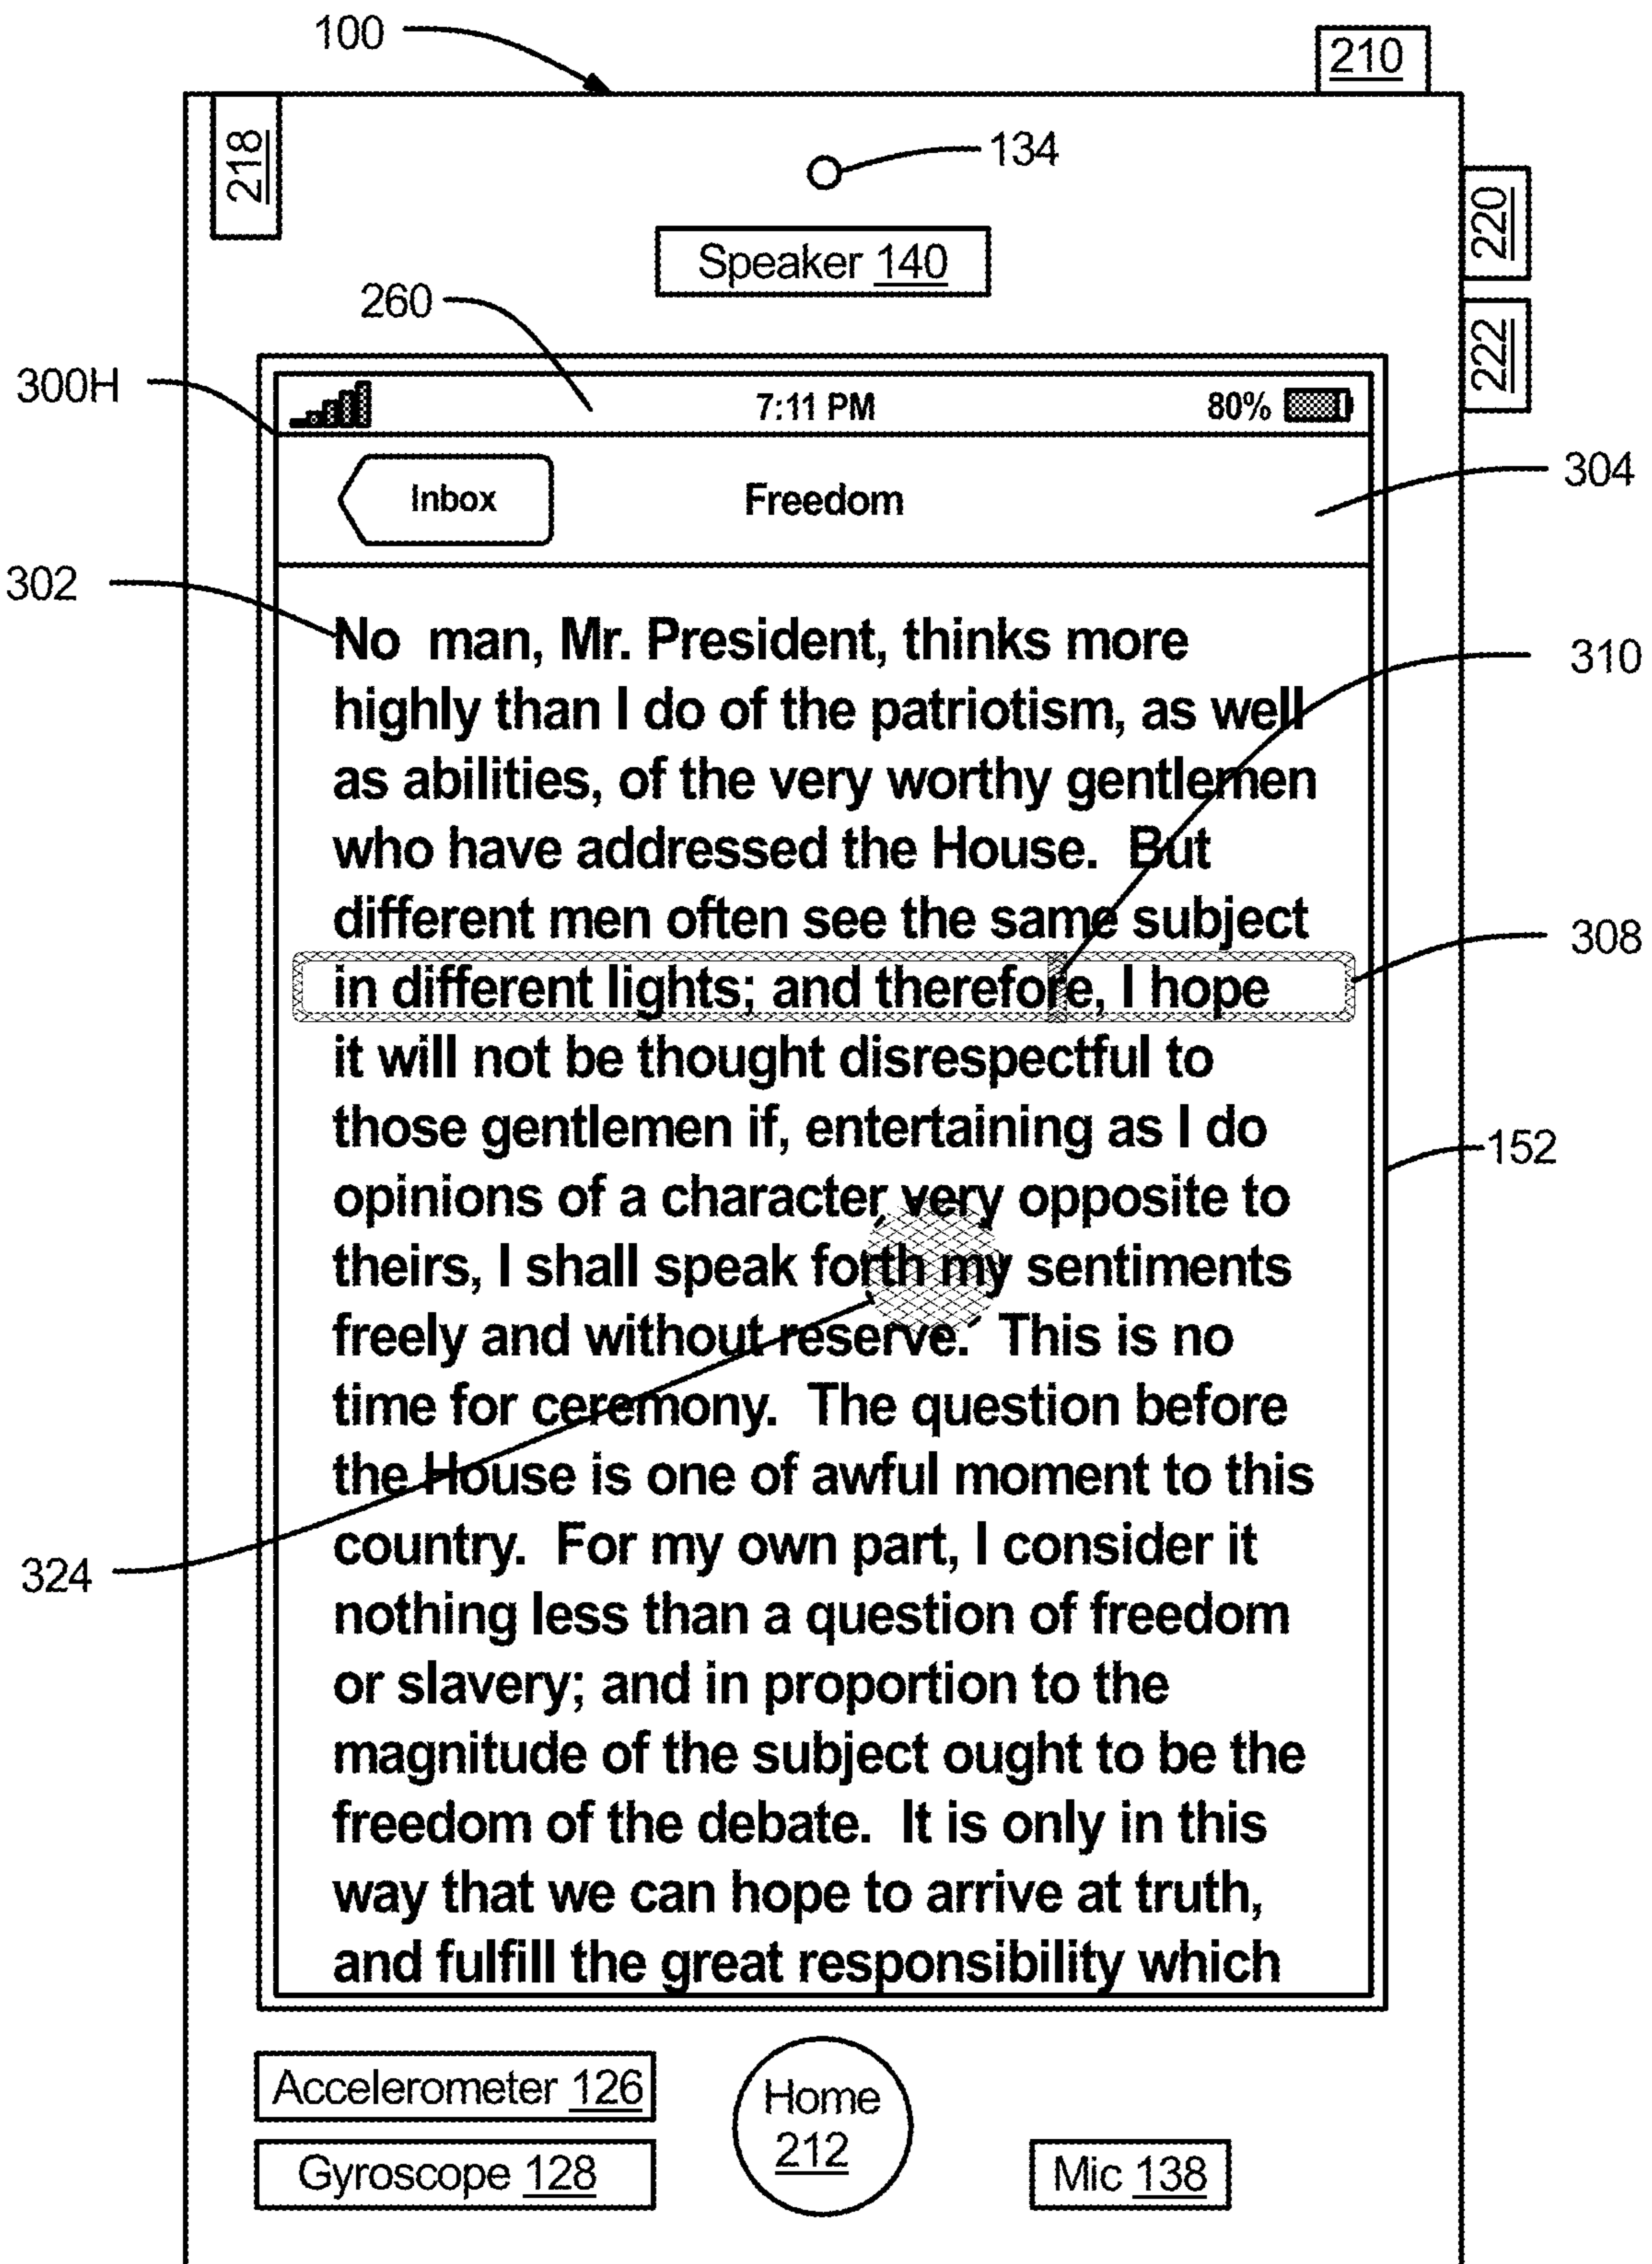 100
210
218
134
220
Speaker 140
260
222
300H
7:11 PM
80%
304
Inbox
Freedom
302
No  man, Mr. President, thinks more
310
highly than I do of the patriotism, as well
as abilities, of the very worthy gentlemen
who have addressed the House.  But
different men often see the same subject
308
in different lights; and therefore, I hope
it will not be thought disrespectful to
those gentlemen if, entertaining as I do
152
opinions of a character very opposite to
theirs, I shall speak forth my sentiments
freely and without reserve.  This is no
time for ceremony.  The question before
the House is one of awful moment to this
country.  For my own part, I consider it
324
nothing less than a question of freedom
or slavery; and in proportion to the
magnitude of the subject ought to be the
freedom of the debate.  It is only in this
way that we can hope to arrive at truth,
and fulfill the great responsibility which
Accelerometer 126
Home
212
Gyroscope 128
Mic 138